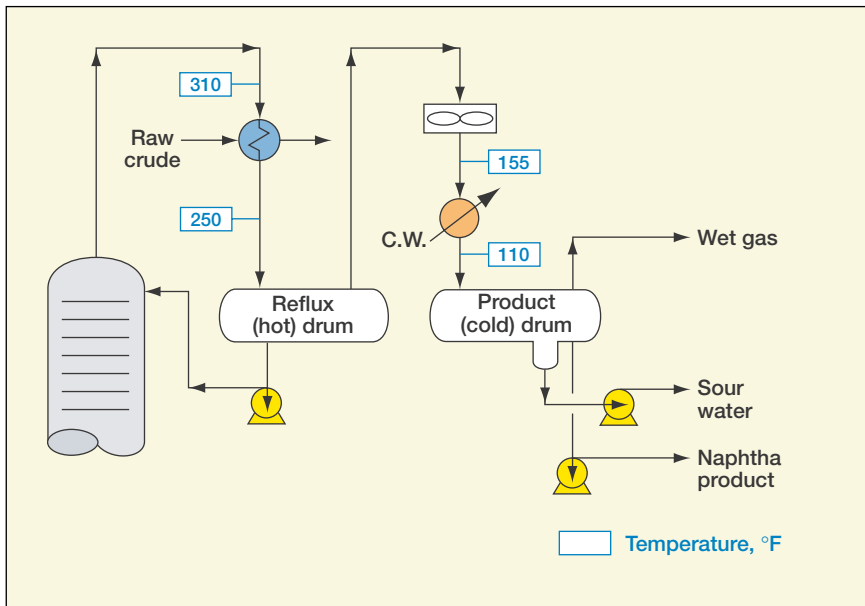 310
Raw
crude
250
155
C.W.
110
Wet gas
Reflux
(hot) drum
Product
(cold) drum
Sour
water
Naphtha
product
Temperature, °F